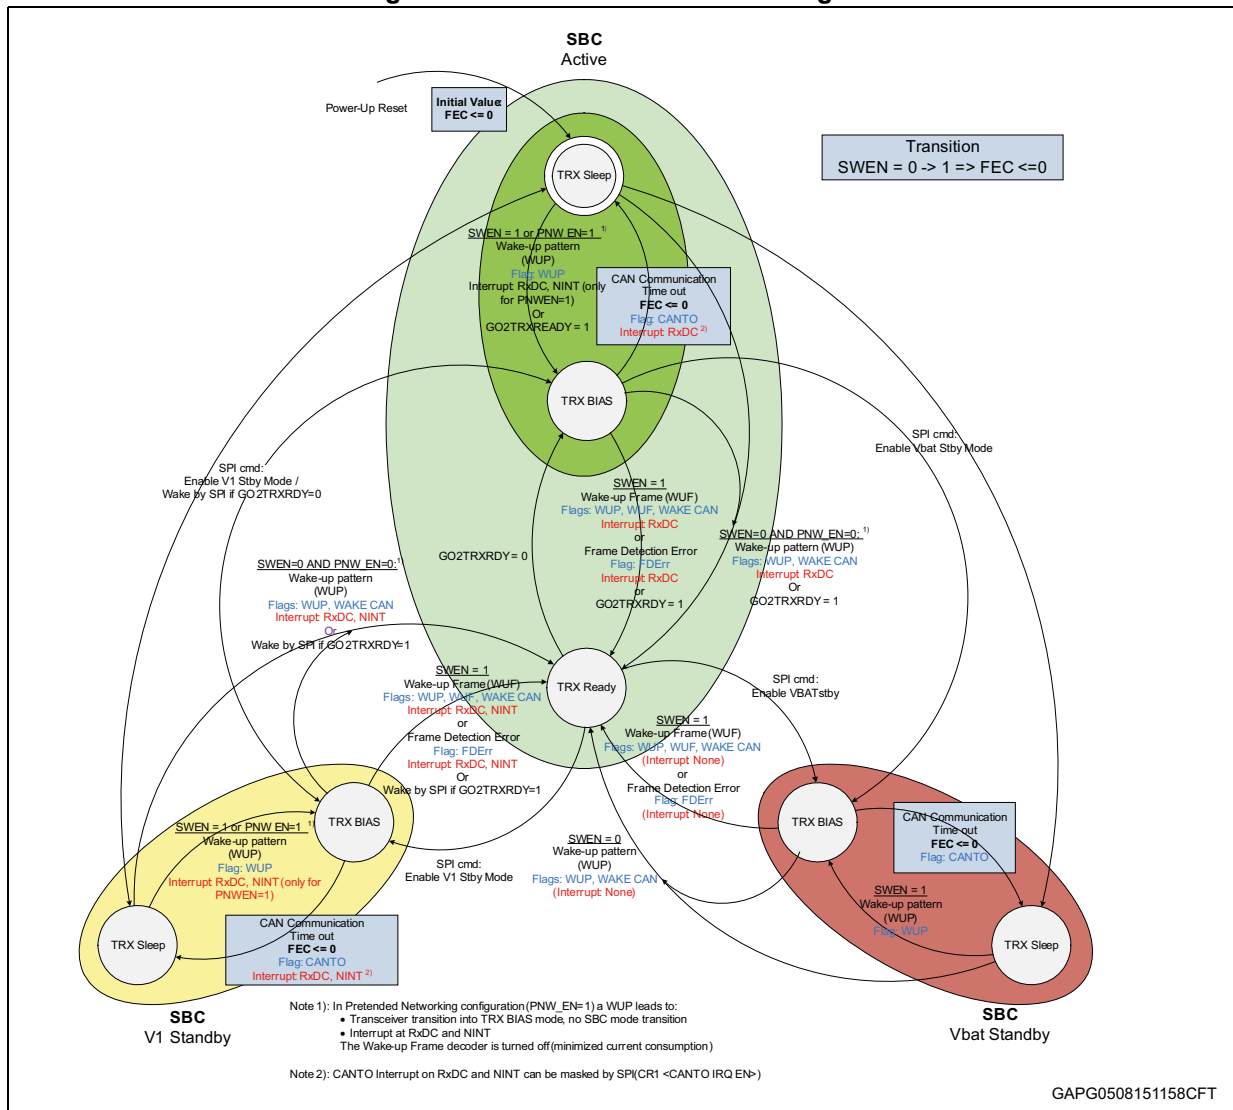 SBC
Active
Power-Up Reset
Initial Value:
FEC <= 0
Transition
SWEN = 0 -> 1 => FEC <=0
TRX Sleep
SWEN = 1 or PNW EN=1 1)
Wake-up pattern
(WUP)
Flag: WUP
Interrupt: RxDC, NINT (only
for PNWEN=1)
Or
GO2TRXREADY = 1
CAN Communication
Time out
FEC <= 0
Flag: CANTO
Interrupt: RxDC 2)
TRX BIAS
SPI cmd:
Enable Vbat Stby Mode
SPI cmd:
Enable V1 Stby Mode /
Wake by SPI if GO2TRXRDY=0
SWEN = 1
Wake-up Frame (WUF)
Flags: WUP, WUF, WAKE CAN
Interrupt: RxDC
or
Frame Detection Error
Flag: FDErr
Interrupt: RxDC
or
GO2TRXRDY = 1
GO2TRXRDY = 0
SWEN=0 AND PNW_EN=0: 1)
Wake-up pattern (WUP)
Flags: WUP, WAKE CAN
Interrupt: RxDC
Or
GO2TRXRDY = 1
SWEN=0 AND PNW_EN=0: 1)
Wake-up pattern
(WUP)
Flags: WUP, WAKE CAN
Interrupt: RxDC, NINT
Or
Wake by SPI if GO2TRXRDY=1
TRX Ready
SWEN = 1
Wake-up Frame (WUF)
Flags: WUP, WUF, WAKE CAN
Interrupt: RxDC, NINT
or
Frame Detection Error
Flag: FDErr
Interrupt: RxDC, NINT
Or
Wake by SPI if GO2TRXRDY=1
SPI cmd:
Enable VBATstby
SWEN = 1
Wake-up Frame (WUF)
Flags: WUP, WUF, WAKE CAN
(Interrupt: None)
or
Frame Detection Error
Flag: FDErr
(Interrupt: None)
TRX BIAS
SWEN = 1 or PNW EN=1 1)
Wake-up pattern
(WUP)
Flag: WUP
Interrupt: RxDC, NINT (only for
PNWEN=1)
SPI cmd:
Enable V1 Stby Mode
SWEN = 0
Wake-up pattern
(WUP)
Flags: WUP, WAKE CAN
(Interrupt: None)
TRX BIAS
CAN Communication
Time out
FEC <= 0
Flag: CANTO
SWEN = 1
Wake-up pattern
(WUP)
Flag: WUP
TRX Sleep
CAN Communication
Time out
FEC <= 0
Flag: CANTO
Interrupt: RxDC, NINT 2)
TRX Sleep
SBC
V1 Standby
SBC
Vbat Standby
Note 1): In Pretended Networking configuration (PNW_EN=1) a WUP leads to:
• Transceiver transition into TRX BIAS mode, no SBC mode transition
• Interrupt at RxDC and NINT
The Wake-up Frame decoder is turned off (minimized current consumption)
Note 2): CANTO Interrupt on RxDC and NINT can be masked by SPI(CR1 <CANTO IRQ EN>)
GAPG0508151158CFT